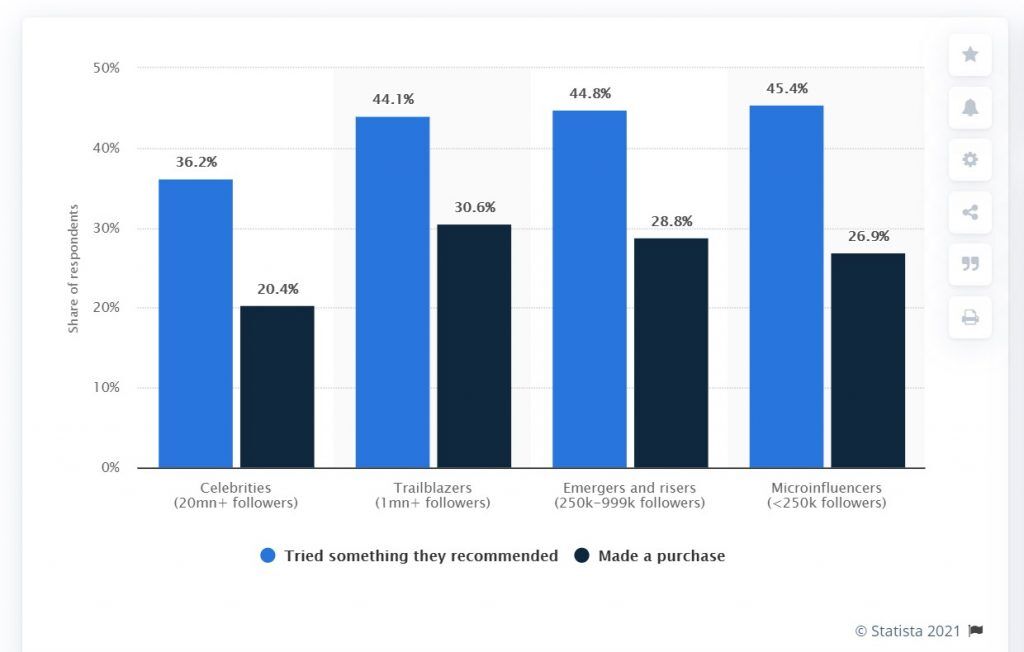 50%
40%
30%
20%
10%
0%
Share of respondents
36.2%
20.4%
44.1%
30.6%
44.8%
28.8%
45.4%
26.9%
Celebrities
(20mn+ followers)
Trailblazers
(1mn+ followers)
Emergers and risers
(250k–999k followers)
Microinfluencers
(<250k followers)
Tried something they recommended
Made a purchase
© Statista 2021